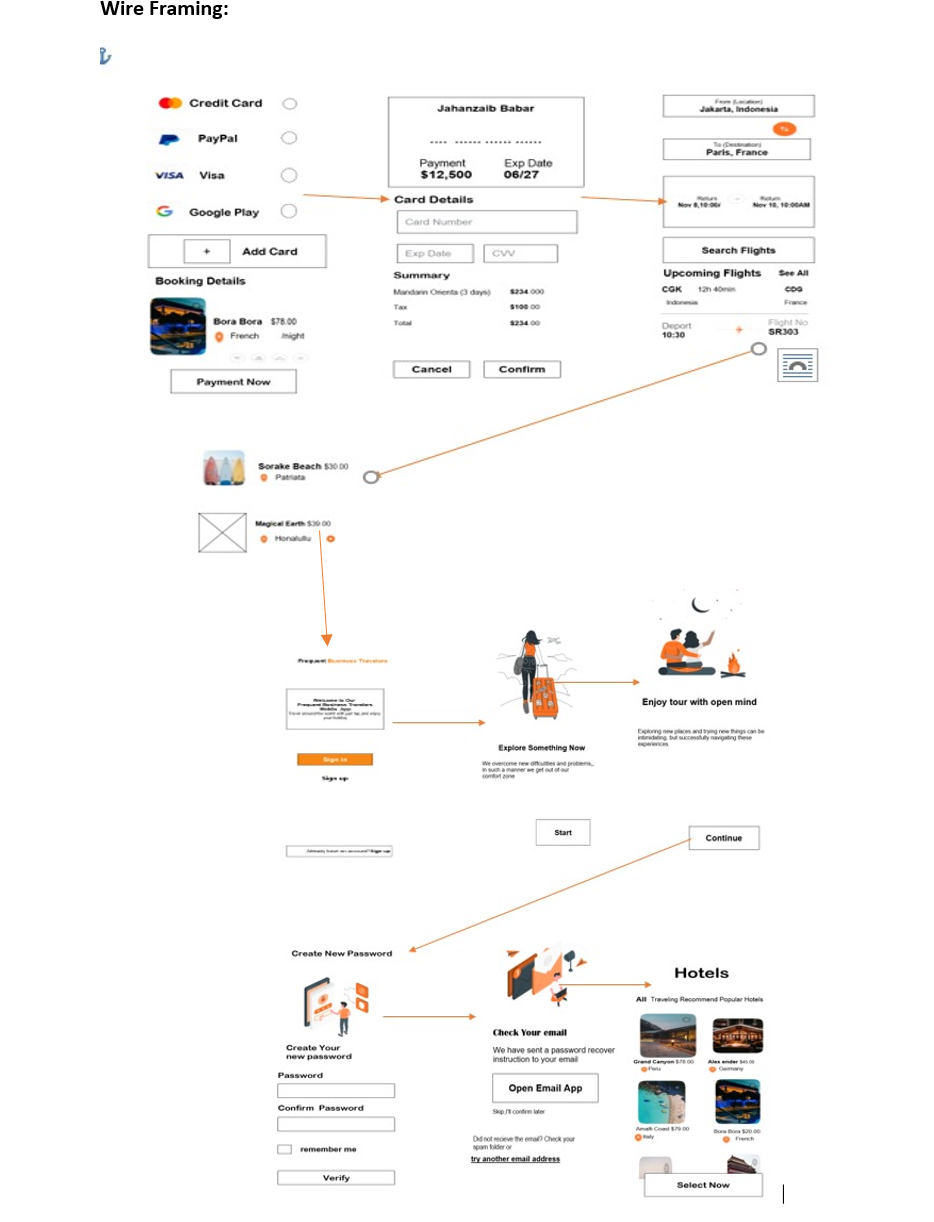 Wire Framing:
Credit Card
PayPal
VISA Visa
Google Play
+ Add Card
Booking Details
Bora Bora $78.00
French /night
Payment Now
Jahanzaib Babar
Payment Exp Date
$12,500 06/27
Card Details
Card Number
Exp Date CVV
Summary
Mandarin Orienta (3 days) $234.000
Tax $100.00
Total $234.00
Cancel Confirm
From (Location)
Jakarta, Indonesia
To (Destination)
Paris, France
Return Return
Nov 8,10:00/ Nov 10, 10:00AM
Search Flights
Upcoming Flights See All
CGK 12h 40min CDG
Indonesia France
Deport Flight No
10:30 SR303
Sorake Beach $30.00
Patriata
Magical Earth $39.00
Honalullu
Frequent Business Travelers
Welcome to Our
Frequent Business Travelers
Mobile App
Sign in
Sign up
Already have an account? Sign up
Explore Something Now
We overcome new difficulties and problems,,
in such a manner we get out of our
comfort zone
Start
Enjoy tour with open mind
Exploring new places and trying new things can be
intimidating, but successfully navigating these
experiences
Continue
Create New Password
Create Your
new password
Password
Confirm Password
remember me
Verify
Check Your email
We have sent a password recover
instruction to your email
Open Email App
Skip,I'll confirm later
Did not recieve the email? Check your
spam folder or
try another email address
Hotels
All Traveling Recommend Popular Hotels
Grand Canyon $78.00 Alex ender $45.00
Peru Germany
Amalfi Coast $79.00 Bora Bora $20.00
Italy French
Select Now